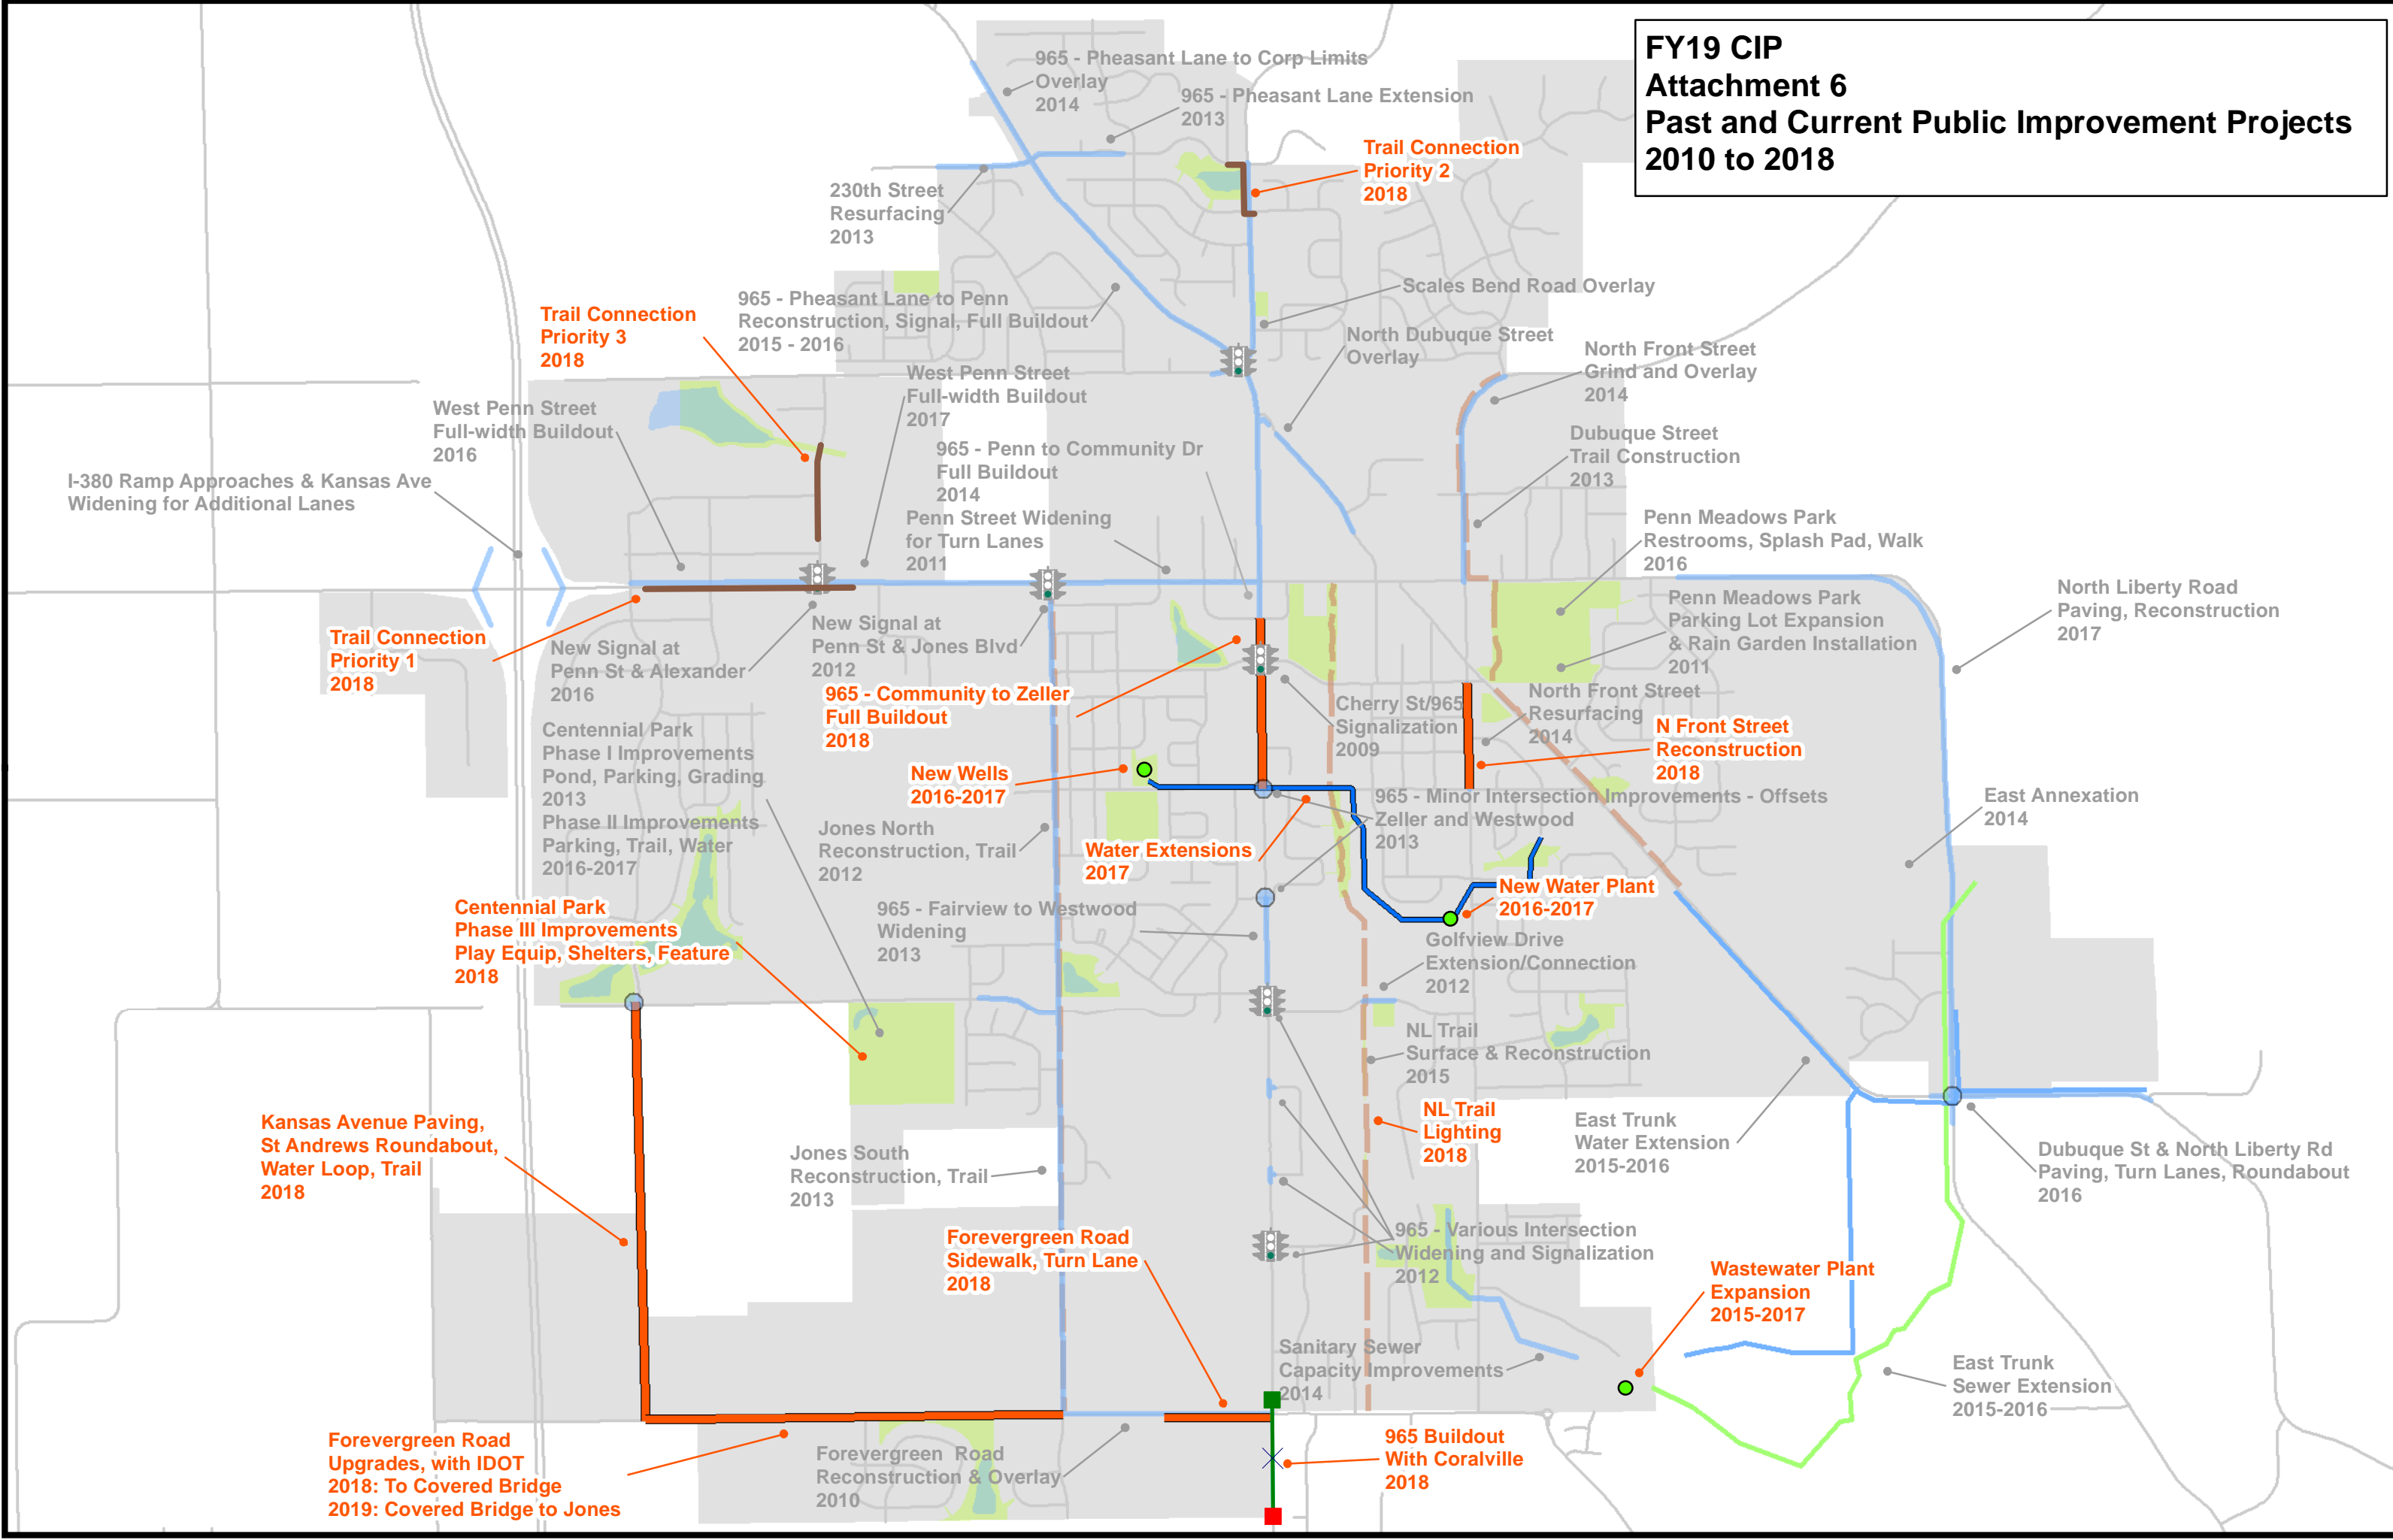 FY19 CIP
Attachment 6
Past and Current Public Improvement Projects
2010 to 2018
965 - Pheasant Lane to Corp Limits
Overlay
2014
965 - Pheasant Lane Extension
2013
Trail Connection
Priority 2
2018
230th Street
Resurfacing
2013
Scales Bend Road Overlay
965 - Pheasant Lane to Penn
Reconstruction, Signal, Full Buildout
2015 - 2016
Trail Connection
Priority 3
2018
North Dubuque Street
Overlay
North Front Street
Grind and Overlay
2014
West Penn Street
Full-width Buildout
2017
West Penn Street
Full-width Buildout
2016
Dubuque Street
Trail Construction
2013
965 - Penn to Community Dr
Full Buildout
2014
I-380 Ramp Approaches & Kansas Ave
Widening for Additional Lanes
Penn Street Widening
for Turn Lanes
2011
Penn Meadows Park
Restrooms, Splash Pad, Walk
2016
North Liberty Road
Paving, Reconstruction
2017
Penn Meadows Park
Parking Lot Expansion
& Rain Garden Installation
2011
Trail Connection
Priority 1
2018
New Signal at
Penn St & Alexander
2016
New Signal at
Penn St & Jones Blvd
2012
965 - Community to Zeller
Full Buildout
2018
Cherry St/965
Signalization
2009
North Front Street
Resurfacing
2014
N Front Street
Reconstruction
2018
Centennial Park
Phase I Improvements
Pond, Parking, Grading
2013
Phase II Improvements
Parking, Trail, Water
2016-2017
New Wells
2016-2017
965 - Minor Intersection Improvements - Offsets
Zeller and Westwood
2013
East Annexation
2014
Jones North
Reconstruction, Trail
2012
Water Extensions
2017
New Water Plant
2016-2017
Centennial Park
Phase III Improvements
Play Equip, Shelters, Feature
2018
965 - Fairview to Westwood
Widening
2013
Golfview Drive
Extension/Connection
2012
NL Trail
Surface & Reconstruction
2015
Kansas Avenue Paving,
St Andrews Roundabout,
Water Loop, Trail
2018
NL Trail
Lighting
2018
East Trunk
Water Extension
2015-2016
Dubuque St & North Liberty Rd
Paving, Turn Lanes, Roundabout
2016
Jones South
Reconstruction, Trail
2013
Forevergreen Road
Sidewalk, Turn Lane
2018
965 - Various Intersection
Widening and Signalization
2012
Wastewater Plant
Expansion
2015-2017
Sanitary Sewer
Capacity Improvements
2014
East Trunk
Sewer Extension
2015-2016
Forevergreen Road
Upgrades, with IDOT
2018: To Covered Bridge
2019: Covered Bridge to Jones
Forevergreen Road
Reconstruction & Overlay
2010
965 Buildout
With Coralville
2018